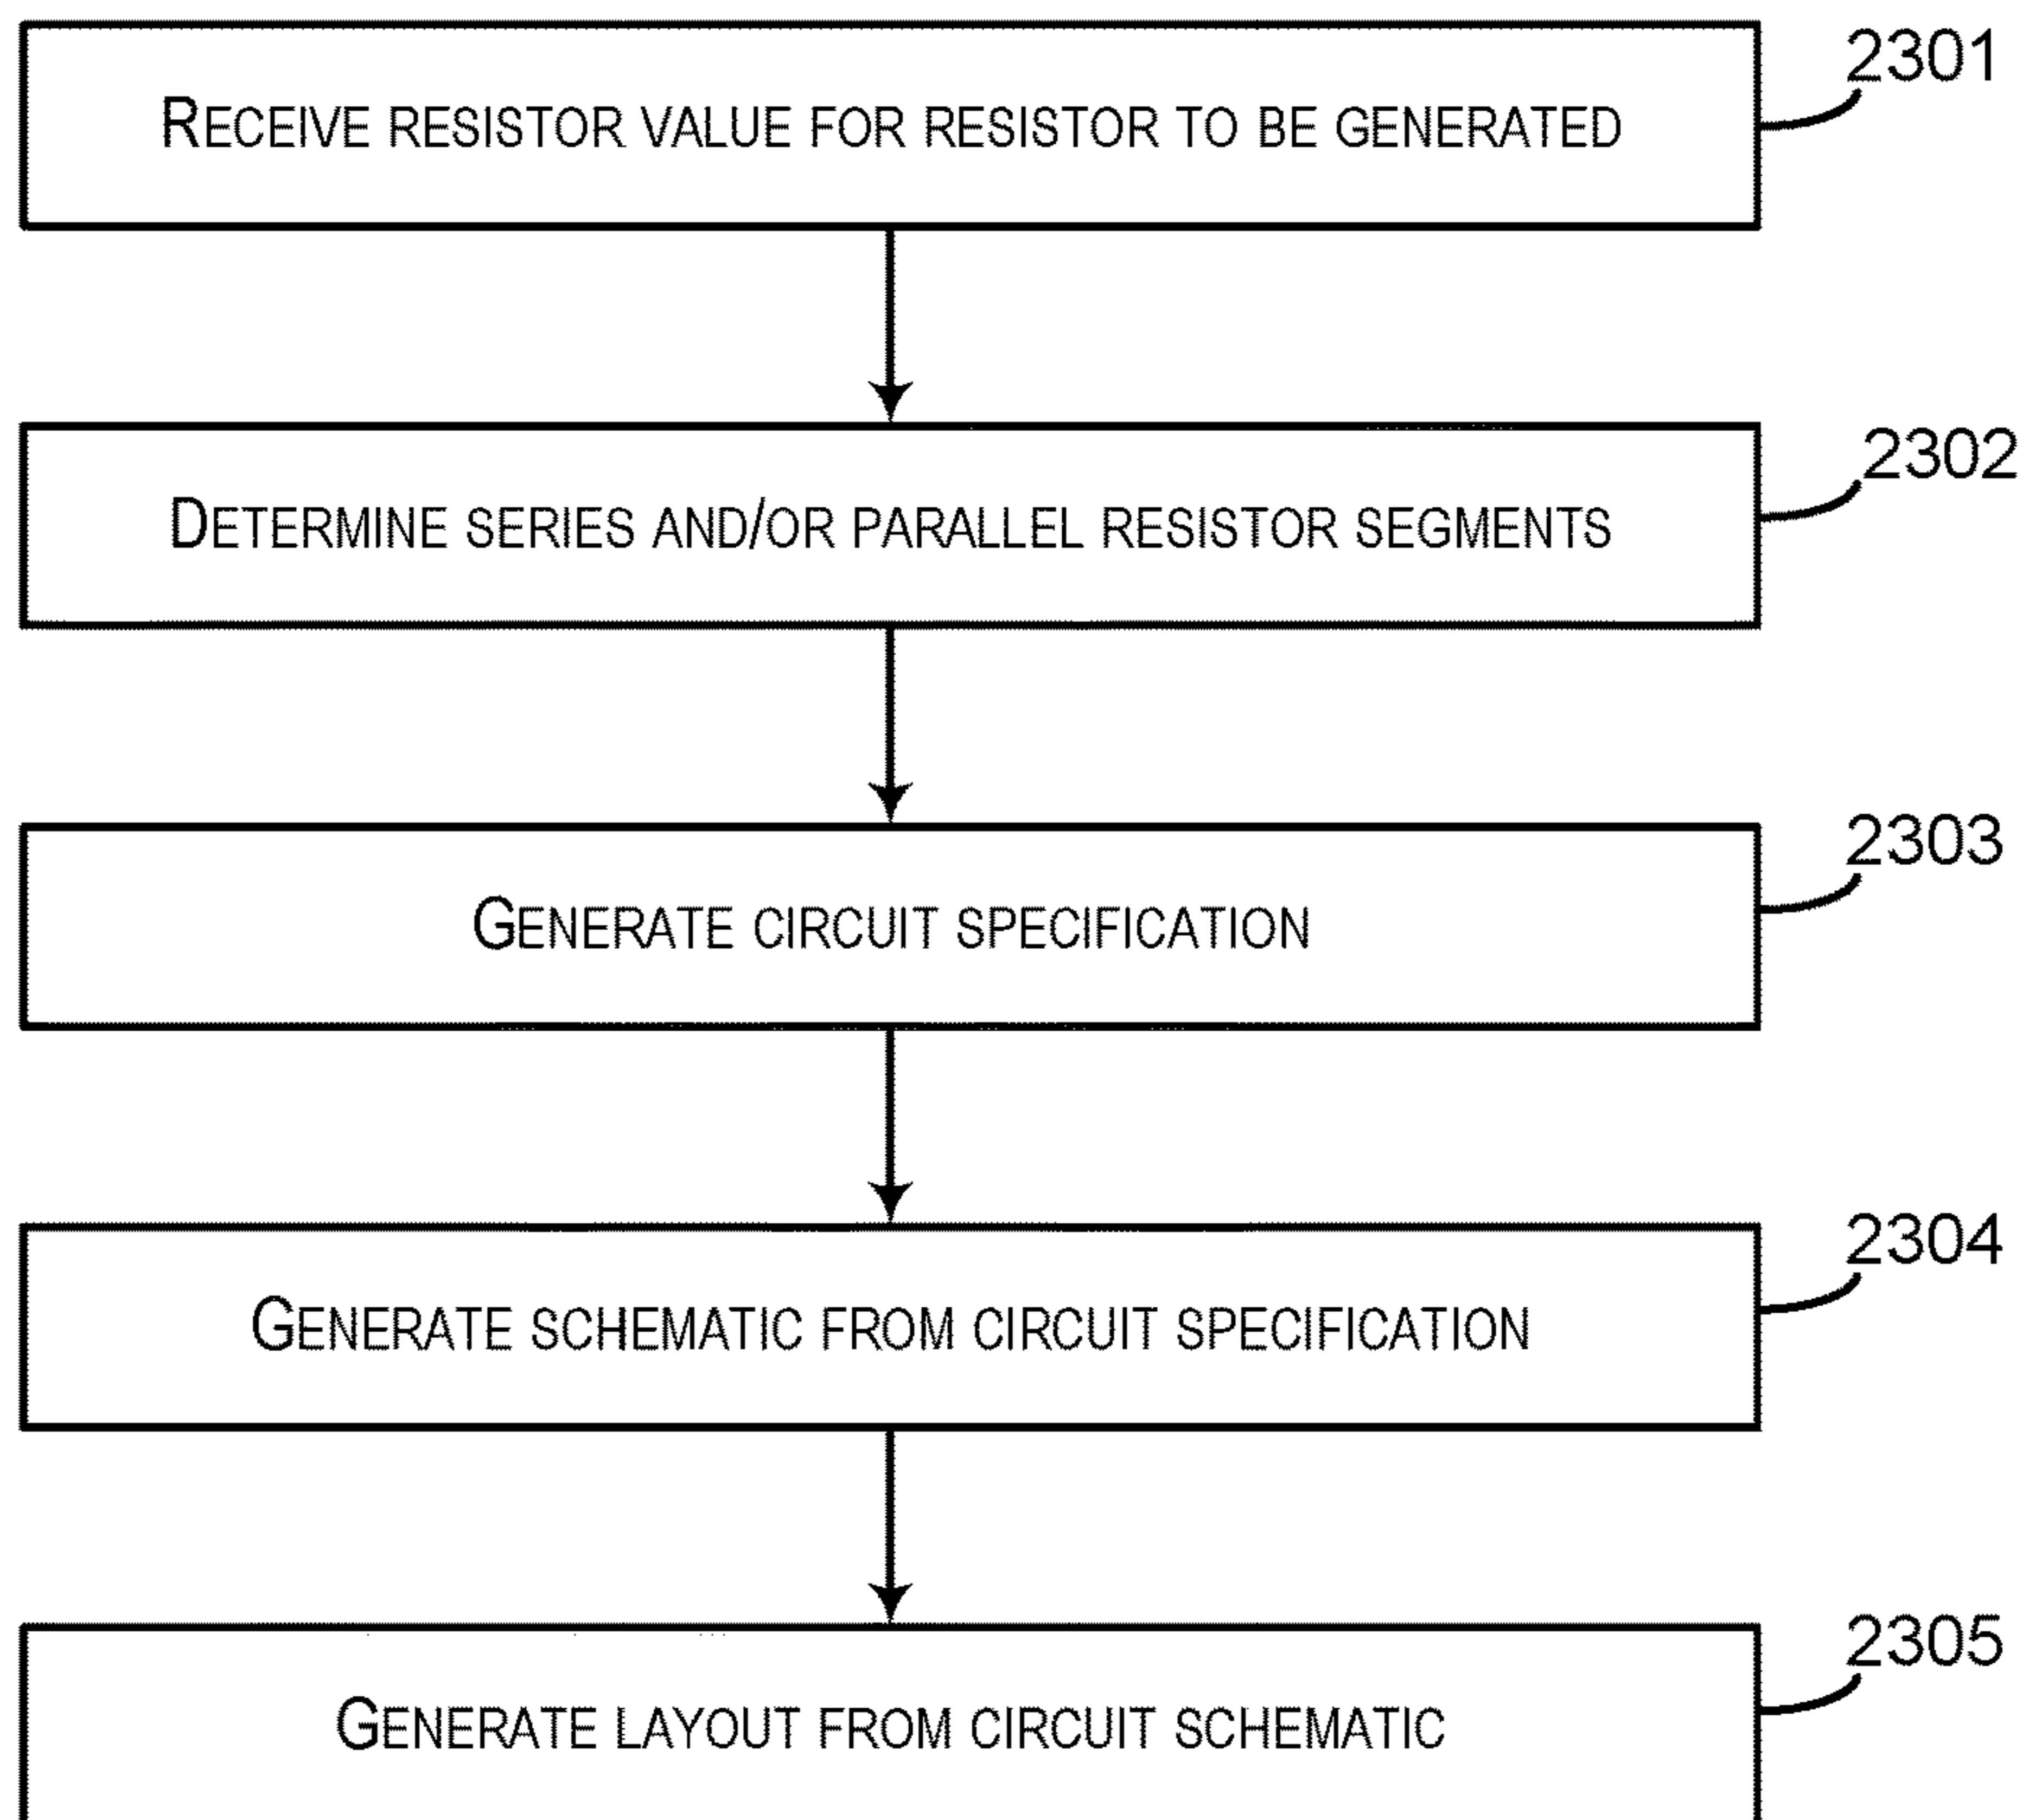 RECEIVE RESISTOR VALUE FOR RESISTOR TO BE GENERATED
2301
DETERMINE SERIES AND/OR PARALLEL RESISTOR SEGMENTS
2302
GENERATE CIRCUIT SPECIFICATION
2303
GENERATE SCHEMATIC FROM CIRCUIT SPECIFICATION
2304
GENERATE LAYOUT FROM CIRCUIT SCHEMATIC
2305